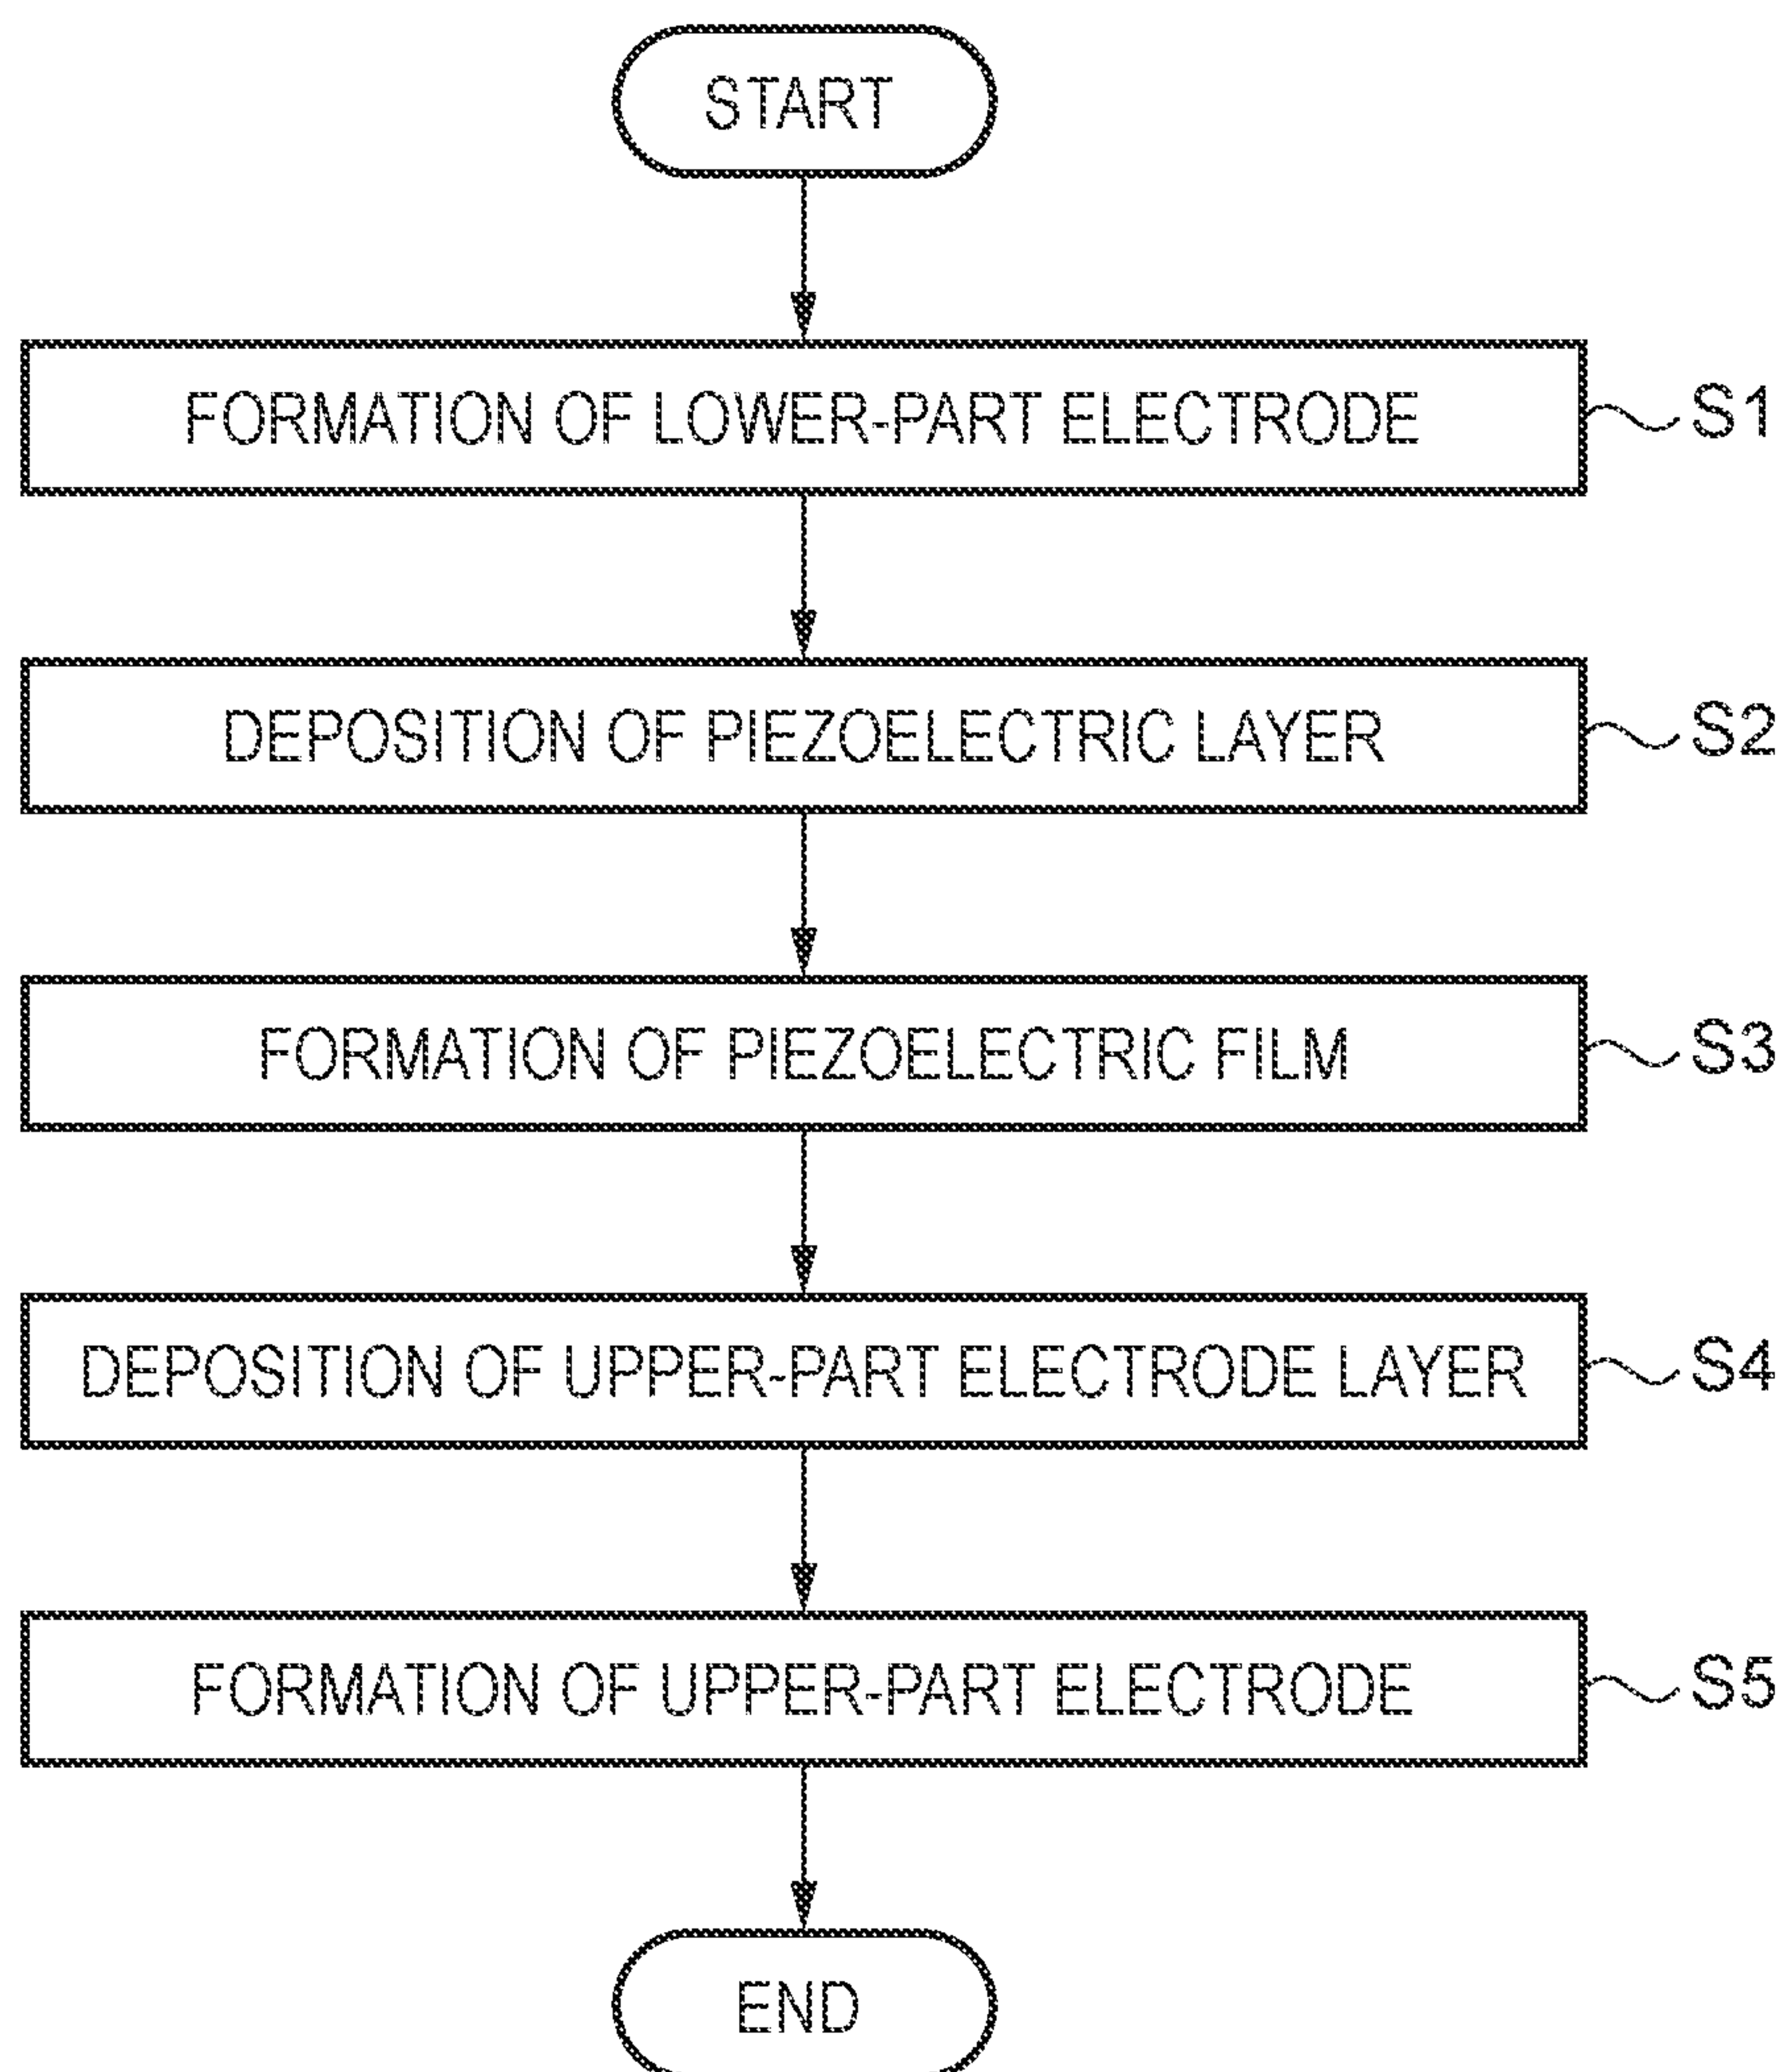 START
FORMATION OF LOWER-PART ELECTRODE S1
DEPOSITION OF PIEZOELECTRIC LAYER S2
FORMATION OF PIEZOELECTRIC FILM S3
DEPOSITION OF UPPER-PART ELECTRODE LAYER S4
FORMATION OF UPPER-PART ELECTRODE S5
END